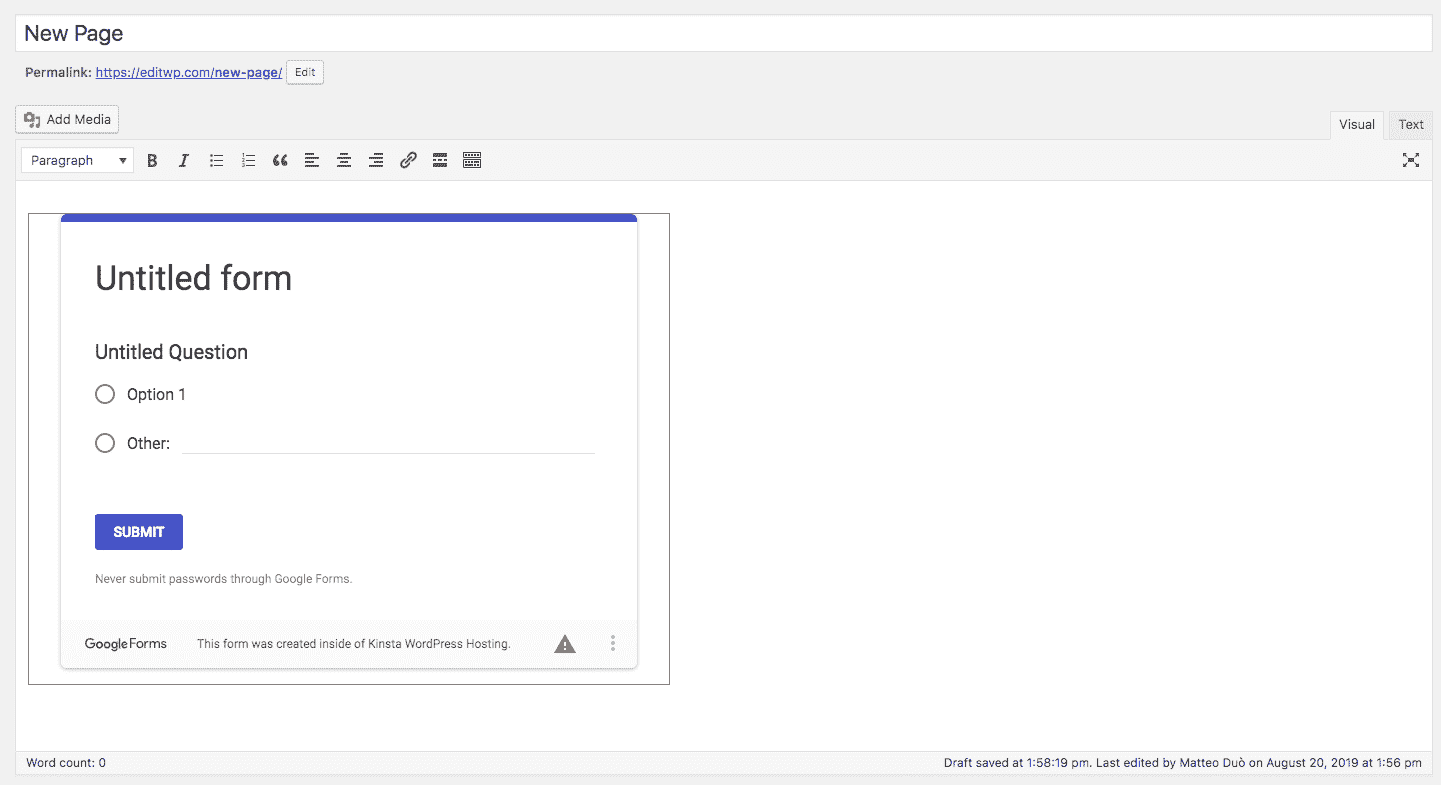 New Page
Permalink: https://editwp.com/new-page/ Edit
Add Media
Visual Text
Paragraph
Untitled form
Untitled Question
Option 1
Other:
SUBMIT
Never submit passwords through Google Forms.
Google Forms This form was created inside of Kinsta WordPress Hosting.
Word count: 0 Draft saved at 1:58:19 pm. Last edited by Matteo Duò on August 20, 2019 at 1:56 pm